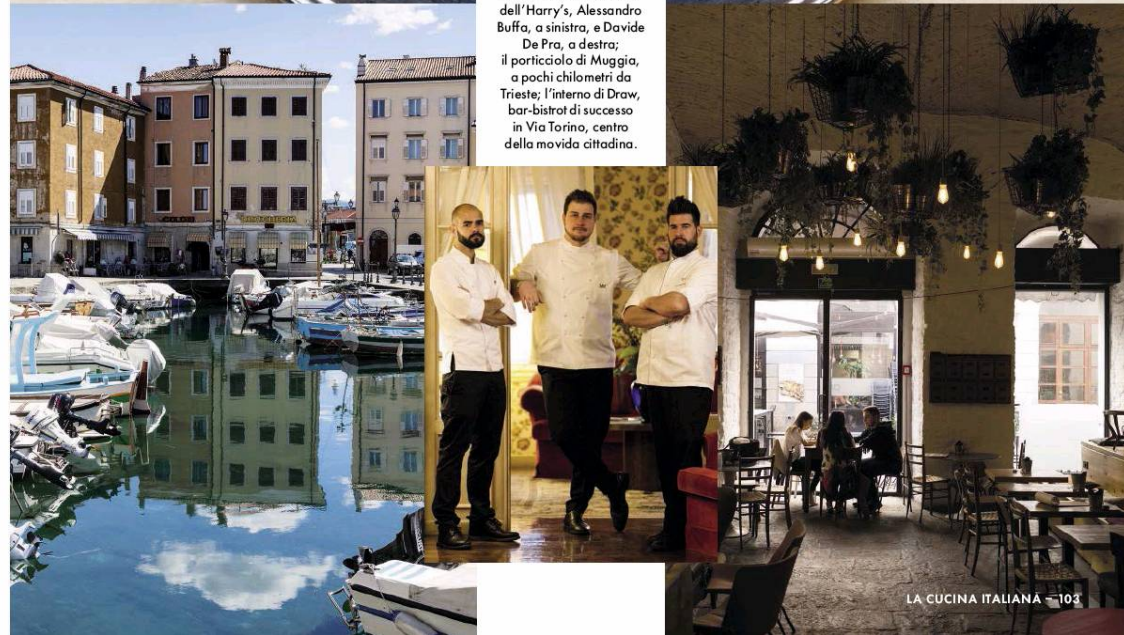 dell'Harry's, Alessandro
Buffa, a sinistra, e Davide
De Pra, a destra;
il porticciolo di Muggia,
a pochi chilometri da
Trieste; l'interno di Draw,
bar-bistrot di successo
in Via Torino, centro
della movida cittadina.
LA CUCINA ITALIANA – 103